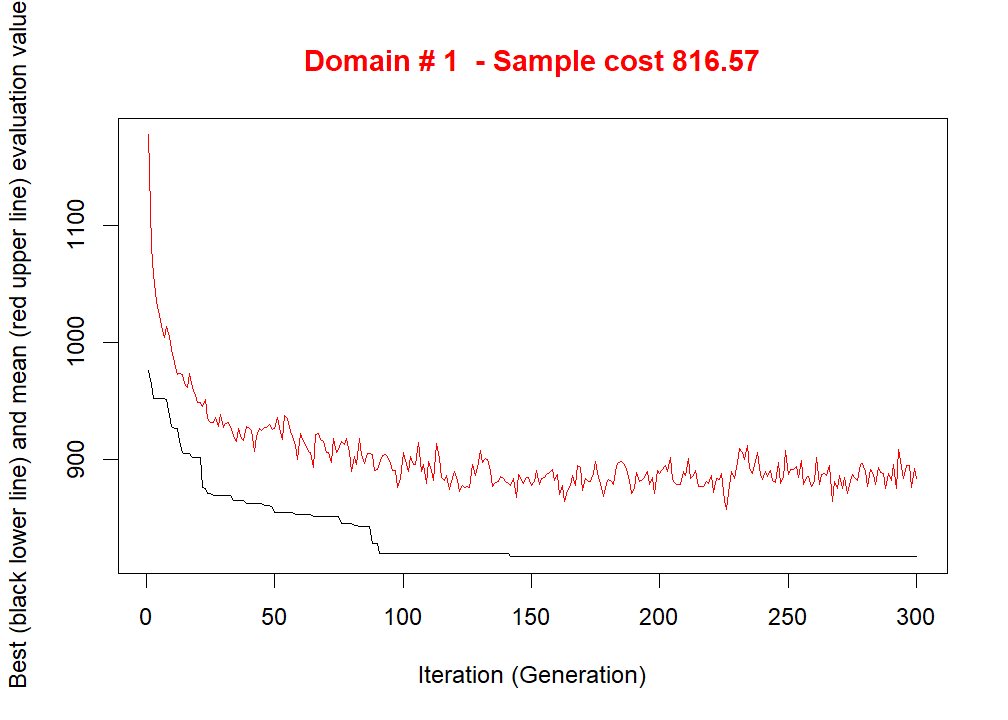 Domain # 1  - Sample cost 816.57
Best (black lower line) and mean (red upper line) evaluation value
1100
1000
900
0 50 100 150 200 250 300
Iteration (Generation)